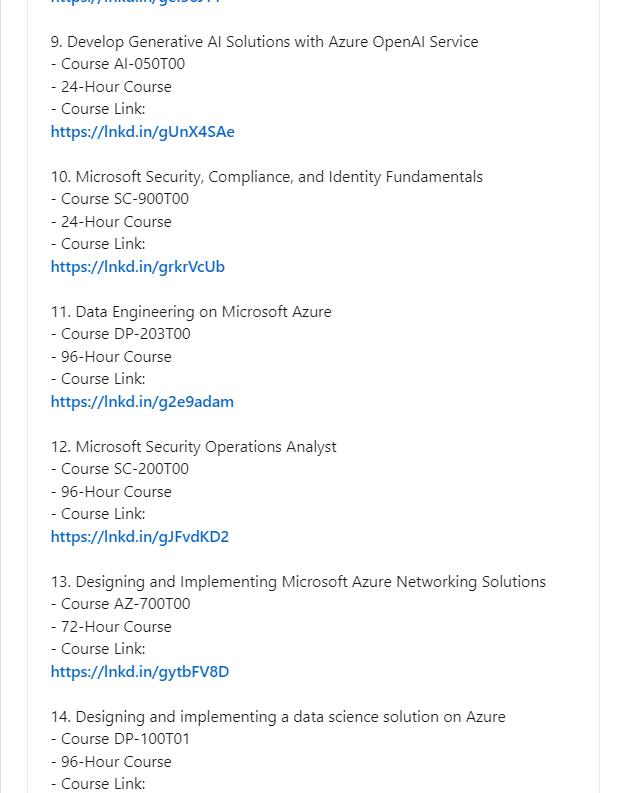 9. Develop Generative AI Solutions with Azure OpenAI Service
- Course AI-050T00
- 24-Hour Course
- Course Link:
https://lnkd.in/gUnX4SAe
10. Microsoft Security, Compliance, and Identity Fundamentals
- Course SC-900T00
- 24-Hour Course
- Course Link:
https://lnkd.in/grkrVcUb
11. Data Engineering on Microsoft Azure
- Course DP-203T00
- 96-Hour Course
- Course Link:
https://lnkd.in/g2e9adam
12. Microsoft Security Operations Analyst
- Course SC-200T00
- 96-Hour Course
- Course Link:
https://lnkd.in/gJFvdKD2
13. Designing and Implementing Microsoft Azure Networking Solutions
- Course AZ-700T00
- 72-Hour Course
- Course Link:
https://lnkd.in/gytbFV8D
14. Designing and implementing a data science solution on Azure
- Course DP-100T01
- 96-Hour Course
- Course Link: